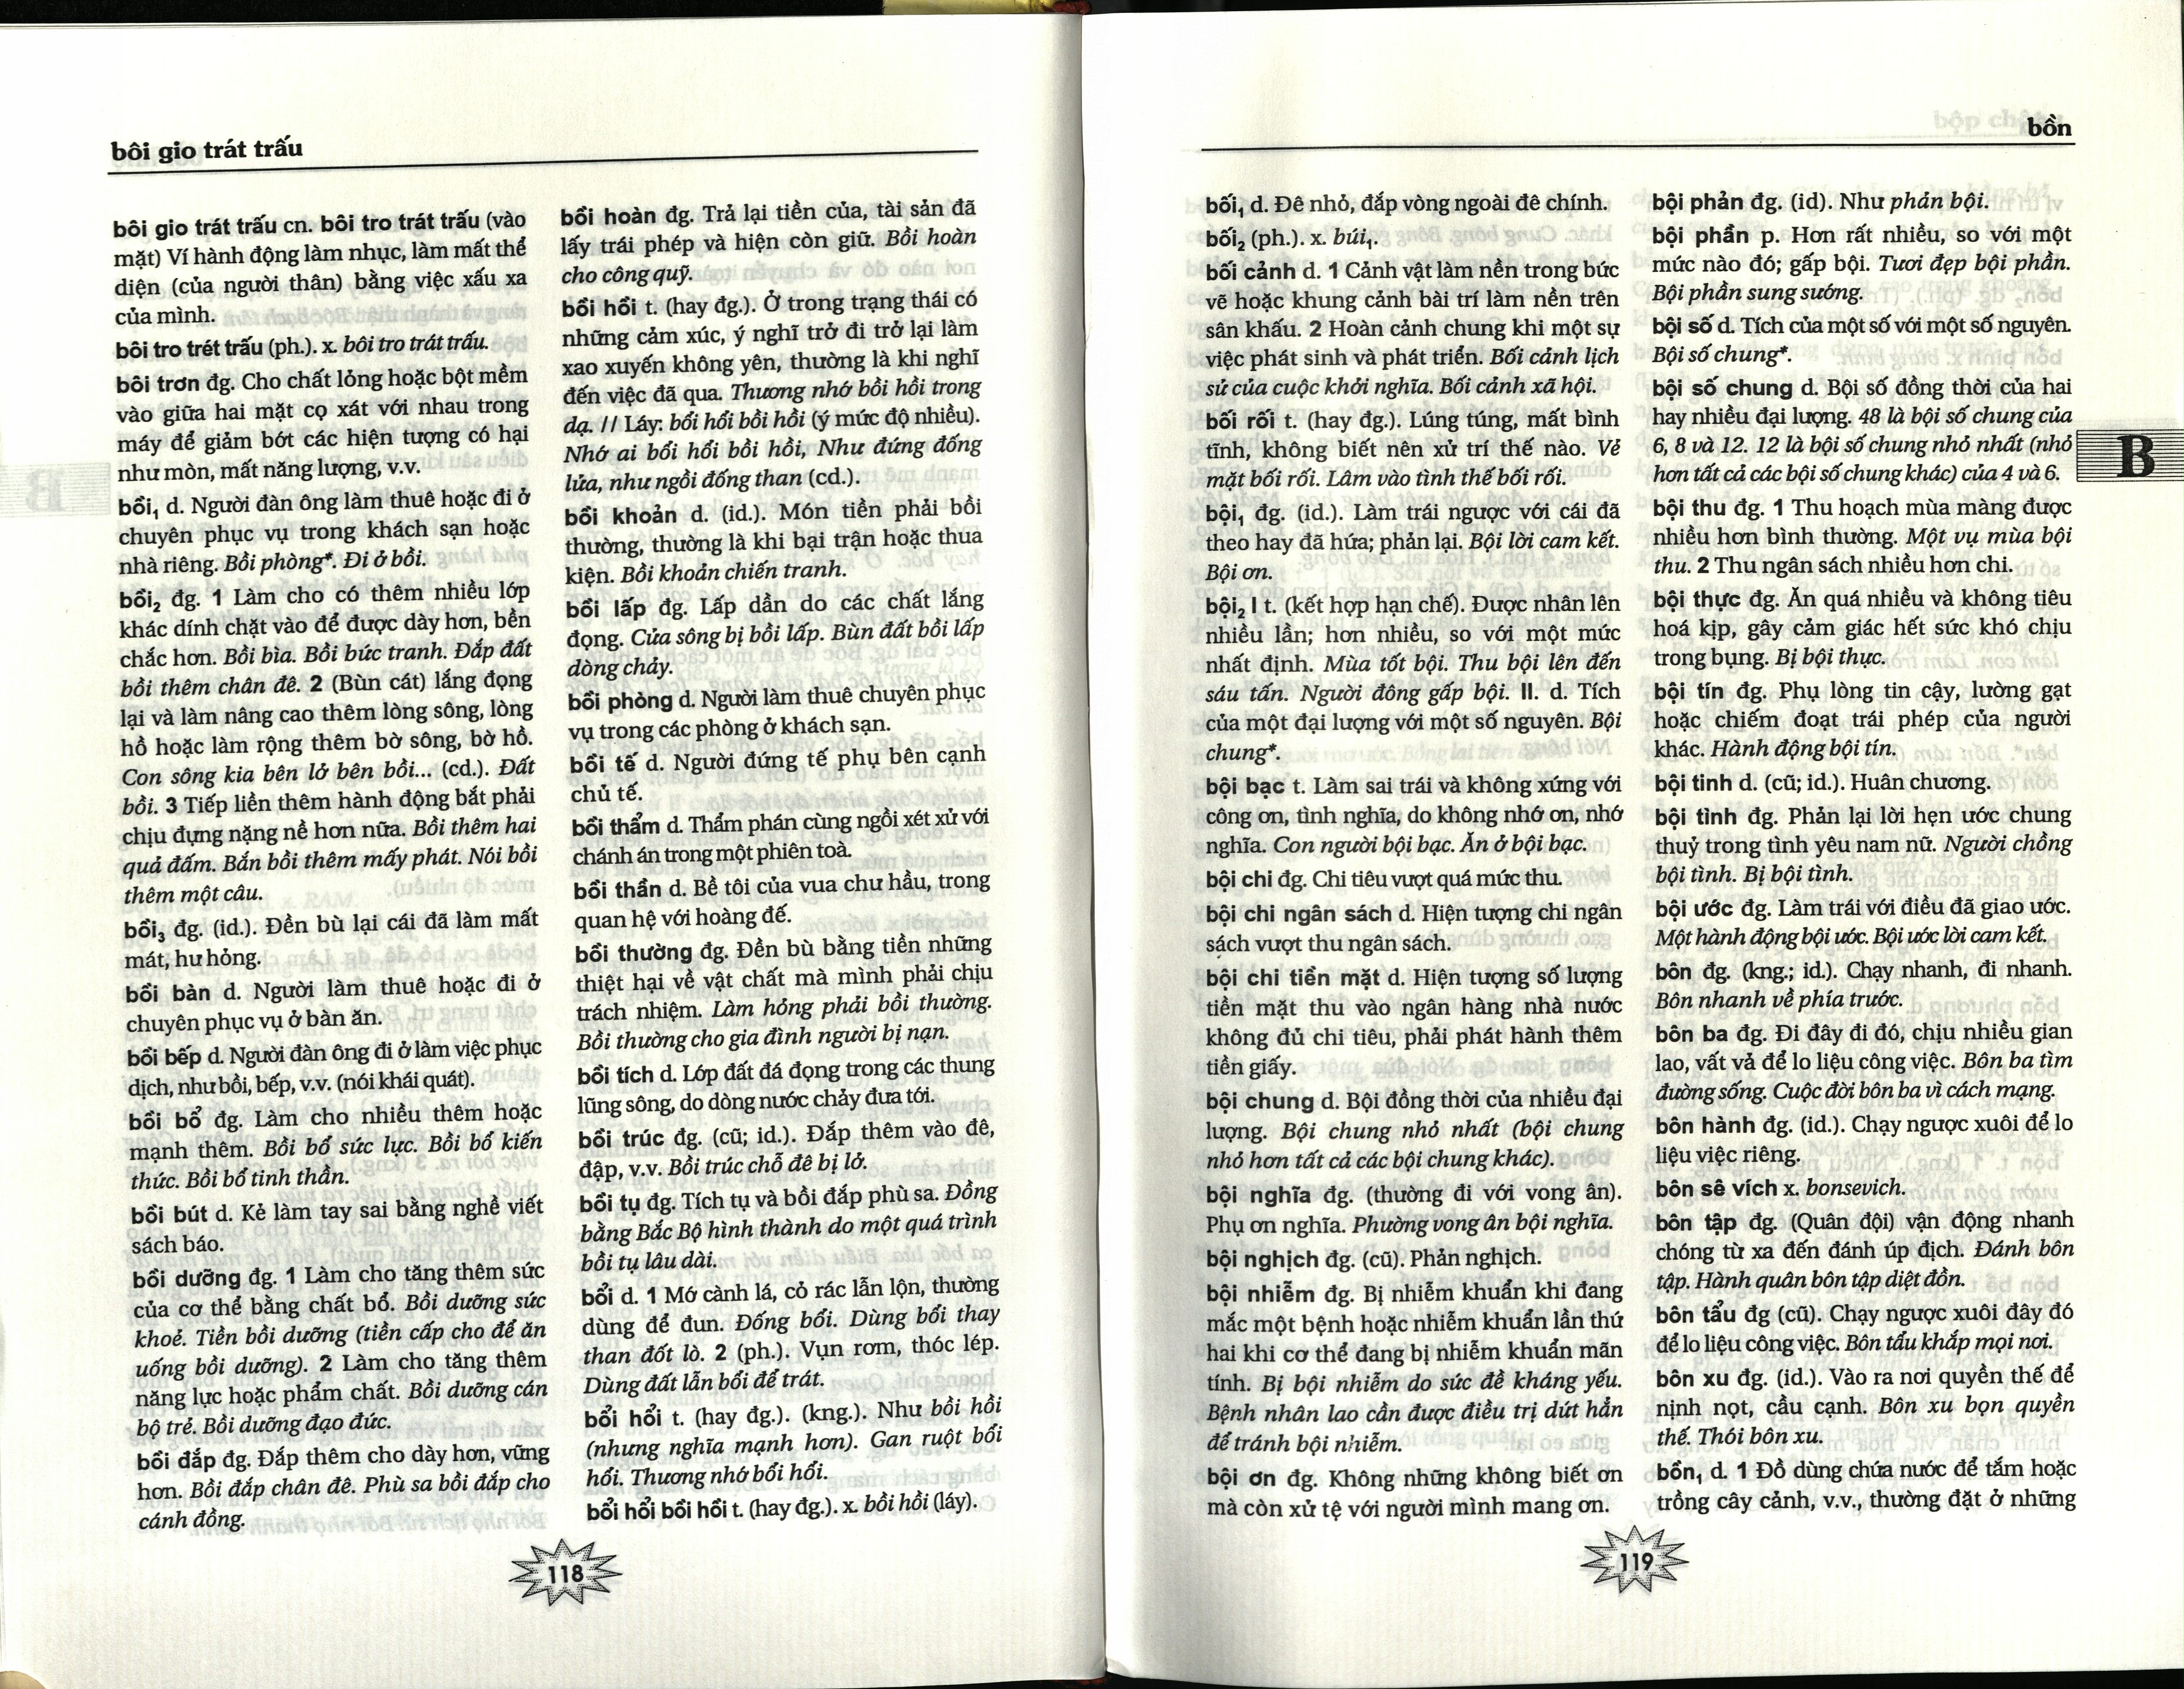 bôi gio trát trấu
bôi gio trát trấu cn. bôi tro trát trấu (vào
mặt) Ví hành động làm nhục, làm mất thể
diện (của người thân) bằng việc xấu xa
của mình.
bôi tro trét trấu (ph.). x. bôi tro trát trấu.
bôi trơn đg. Cho chất lỏng hoặc bột mềm
vào giữa hai mặt cọ xát với nhau trong
máy để giảm bớt các hiện tượng có hại
như mòn, mất năng lượng, v.v.
bồi₁ d. Người đàn ông làm thuê hoặc đi ở
chuyên phục vụ trong khách sạn hoặc
nhà riêng. Bồi phòng*. Đi ở bồi.
bồi₂ đg. 1 Làm cho có thêm nhiều lớp
khác dính chặt vào để được dày hơn, bền
chắc hơn. Bồi bìa. Bồi bức tranh. Đắp đất
bồi thêm chân đê. 2 (Bùn cát) lắng đọng
lại và làm nâng cao thêm lòng sông, lòng
hồ hoặc làm rộng thêm bờ sông, bờ hồ.
Con sông kia bên lở bên bồi... (cd.). Đất
bồi. 3 Tiếp liền thêm hành động bắt phải
chịu đựng nặng nề hơn nữa. Bồi thêm hai
quả đấm. Bắn bồi thêm mấy phát. Nói bồi
thêm một câu.
bồi₃ đg. (id.). Đền bù lại cái đã làm mất
mát, hư hỏng.
bồi bàn d. Người làm thuê hoặc đi ở
chuyên phục vụ ở bàn ăn.
bồi bếp d. Người đàn ông đi ở làm việc phục
dịch, như bồi, bếp, v.v. (nói khái quát).
bồi bổ đg. Làm cho nhiều thêm hoặc
mạnh thêm. Bồi bổ sức lực. Bồi bổ kiến
thức. Bồi bổ tinh thần.
bồi bút d. Kẻ làm tay sai bằng nghề viết
sách báo.
bồi dưỡng đg. 1 Làm cho tăng thêm sức
của cơ thể bằng chất bổ. Bồi dưỡng sức
khoẻ. Tiền bồi dưỡng (tiền cấp cho để ăn
uống bồi dưỡng). 2 Làm cho tăng thêm
năng lực hoặc phẩm chất. Bồi dưỡng cán
bộ trẻ. Bồi dưỡng đạo đức.
bồi đắp đg. Đắp thêm cho dày hơn, vững
hơn. Bồi đắp chân đê. Phù sa bồi đắp cho
cánh đồng.
bồi hoàn đg. Trả lại tiền của, tài sản đã
lấy trái phép và hiện còn giữ. Bồi hoàn
cho công quỹ.
bồi hồi t. (hay đg.). Ở trong trạng thái có
những cảm xúc, ý nghĩ trở đi trở lại làm
xao xuyến không yên, thường là khi nghĩ
đến việc đã qua. Thương nhớ bồi hồi trong
dạ. // Láy: bổi hổi bồi hồi (ý mức độ nhiều).
Nhớ ai bổi hổi bồi hồi, Như đứng đống
lửa, như ngồi đống than (cd.).
bồi khoản d. (id.). Món tiền phải bồi
thường, thường là khi bại trận hoặc thua
kiện. Bồi khoản chiến tranh.
bồi lấp đg. Lấp dần do các chất lắng
đọng. Cửa sông bị bồi lấp. Bùn đất bồi lấp
dòng chảy.
bồi phòng d. Người làm thuê chuyên phục
vụ trong các phòng ở khách sạn.
bồi tế d. Người đứng tế phụ bên cạnh
chủ tế.
bồi thẩm d. Thẩm phán cùng ngồi xét xử với
chánh án trong một phiên toà.
bồi thần d. Bề tôi của vua chư hầu, trong
quan hệ với hoàng đế.
bồi thường đg. Đền bù bằng tiền những
thiệt hại về vật chất mà mình phải chịu
trách nhiệm. Làm hỏng phải bồi thường.
Bồi thường cho gia đình người bị nạn.
bồi tích d. Lớp đất đá đọng trong các thung
lũng sông, do dòng nước chảy đưa tới.
bồi trúc đg. (cũ; id.). Đắp thêm vào đê,
đập, v.v. Bồi trúc chỗ đê bị lở.
bồi tụ đg. Tích tụ và bồi đắp phù sa. Đồng
bằng Bắc Bộ hình thành do một quá trình
bồi tụ lâu dài.
bổi d. 1 Mớ cành lá, cỏ rác lẫn lộn, thường
dùng để đun. Đống bổi. Dùng bổi thay
than đốt lò. 2 (ph.). Vụn rơm, thóc lép.
Dùng đất lẫn bổi để trát.
bổi hổi t. (hay đg.). (kng.). Như bồi hồi
(nhưng nghĩa mạnh hơn). Gan ruột bổi
hổi. Thương nhớ bổi hổi.
bổi hổi bồi hồi t. (hay đg.). x. bồi hồi (láy).
118
bồn
bối₁ d. Đê nhỏ, đắp vòng ngoài đê chính.
bối₂ (ph.). x. búi₁.
bối cảnh d. 1 Cảnh vật làm nền trong bức
vẽ hoặc khung cảnh bài trí làm nền trên
sân khấu. 2 Hoàn cảnh chung khi một sự
việc phát sinh và phát triển. Bối cảnh lịch
sử của cuộc khởi nghĩa. Bối cảnh xã hội.
bối rối t. (hay đg.). Lúng túng, mất bình
tĩnh, không biết nên xử trí thế nào. Vẻ
mặt bối rối. Lâm vào tình thế bối rối.
bội₁ đg. (id.). Làm trái ngược với cái đã
theo hay đã hứa; phản lại. Bội lời cam kết.
Bội ơn.
bội₂ I t. (kết hợp hạn chế). Được nhân lên
nhiều lần; hơn nhiều, so với một mức
nhất định. Mùa tốt bội. Thu bội lên đến
sáu tấn. Người đông gấp bội. II. d. Tích
của một đại lượng với một số nguyên. Bội
chung*.
bội bạc t. Làm sai trái và không xứng với
công ơn, tình nghĩa, do không nhớ ơn, nhớ
nghĩa. Con người bội bạc. Ăn ở bội bạc.
bội chi đg. Chi tiêu vượt quá mức thu.
bội chi ngân sách d. Hiện tượng chi ngân
sách vượt thu ngân sách.
bội chi tiền mặt d. Hiện tượng số lượng
tiền mặt thu vào ngân hàng nhà nước
không đủ chi tiêu, phải phát hành thêm
tiền giấy.
bội chung d. Bội đồng thời của nhiều đại
lượng. Bội chung nhỏ nhất (bội chung
nhỏ hơn tất cả các bội chung khác).
bội nghĩa đg. (thường đi với vong ân).
Phụ ơn nghĩa. Phường vong ân bội nghĩa.
bội nghịch đg. (cũ). Phản nghịch.
bội nhiễm đg. Bị nhiễm khuẩn khi đang
mắc một bệnh hoặc nhiễm khuẩn lần thứ
hai khi cơ thể đang bị nhiễm khuẩn mãn
tính. Bị bội nhiễm do sức đề kháng yếu.
Bệnh nhân lao cần được điều trị dứt hẳn
để tránh bội nhiễm.
bội ơn đg. Không những không biết ơn
mà còn xử tệ với người mình mang ơn.
bội phản đg. (id). Như phản bội.
bội phần p. Hơn rất nhiều, so với một
mức nào đó; gấp bội. Tươi đẹp bội phần.
Bội phần sung sướng.
bội số d. Tích của một số với một số nguyên.
Bội số chung*.
bội số chung d. Bội số đồng thời của hai
hay nhiều đại lượng. 48 là bội số chung của
6, 8 và 12. 12 là bội số chung nhỏ nhất (nhỏ
hơn tất cả các bội số chung khác) của 4 và 6.
bội thu đg. 1 Thu hoạch mùa màng được
nhiều hơn bình thường. Một vụ mùa bội
thu. 2 Thu ngân sách nhiều hơn chi.
bội thực đg. Ăn quá nhiều và không tiêu
hoá kịp, gây cảm giác hết sức khó chịu
trong bụng. Bị bội thực.
bội tín đg. Phụ lòng tin cậy, lường gạt
hoặc chiếm đoạt trái phép của người
khác. Hành động bội tín.
bội tinh d. (cũ; id.). Huân chương.
bội tình đg. Phản lại lời hẹn ước chung
thuỷ trong tình yêu nam nữ. Người chồng
bội tình. Bị bội tình.
bội ước đg. Làm trái với điều đã giao ước.
Một hành động bội ước. Bội ước lời cam kết.
bôn đg. (kng.; id.). Chạy nhanh, đi nhanh.
Bôn nhanh về phía trước.
bôn ba đg. Đi đây đi đó, chịu nhiều gian
lao, vất vả để lo liệu công việc. Bôn ba tìm
đường sống. Cuộc đời bôn ba vì cách mạng.
bôn hành đg. (id.). Chạy ngược xuôi để lo
liệu việc riêng.
bôn sê vích x. bonsevich.
bôn tập đg. (Quân đội) vận động nhanh
chóng từ xa đến đánh úp địch. Đánh bôn
tập. Hành quân bôn tập diệt đồn.
bôn tẩu đg (cũ). Chạy ngược xuôi đây đó
để lo liệu công việc. Bôn tẩu khắp mọi nơi.
bôn xu đg. (id.). Vào ra nơi quyền thế để
nịnh nọt, cầu cạnh. Bôn xu bọn quyền
thế. Thói bôn xu.
bồn₁ d. 1 Đồ dùng chứa nước để tắm hoặc
trồng cây cảnh, v.v., thường đặt ở những
B
119